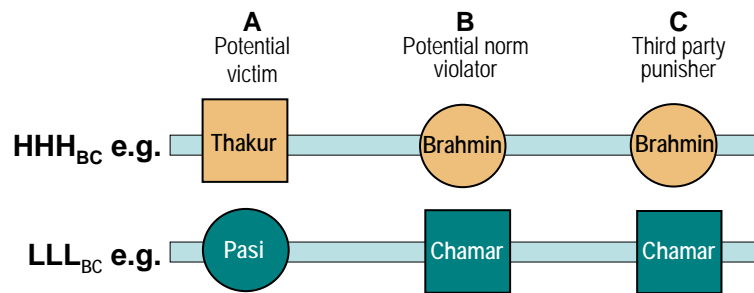 A
Potential
victim
B
Potential norm
violator
C
Third party
punisher
HHHBC e.g.
Thakur
Brahmin
Brahmin
LLLBC e.g.
Pasi
Chamar
Chamar